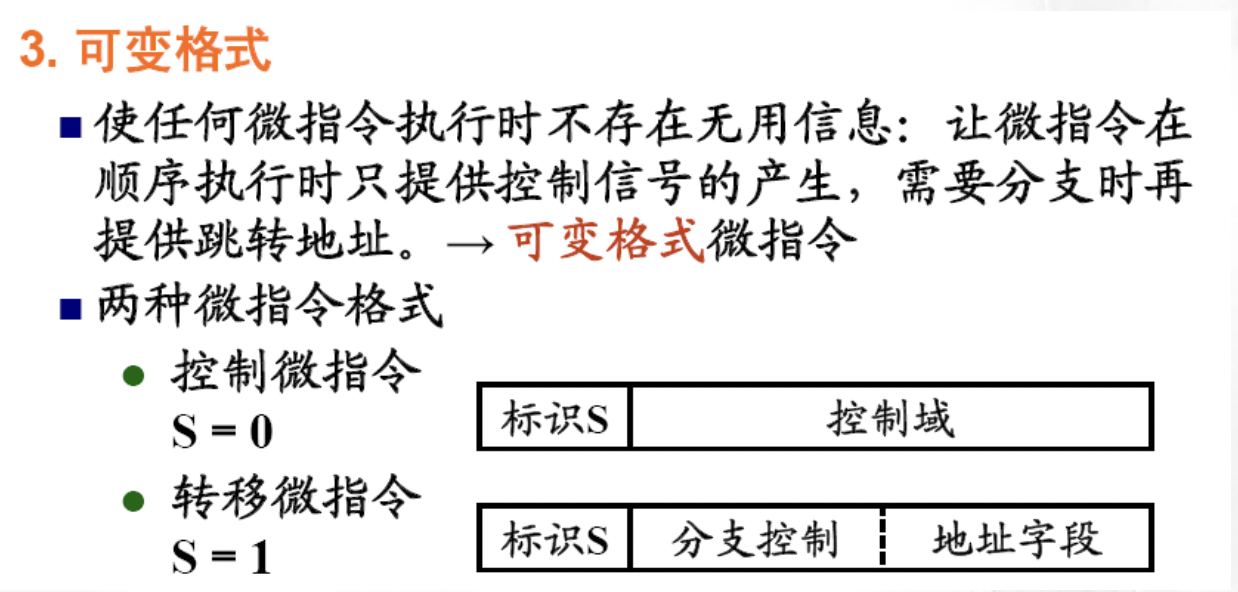 3. 可变格式
使任何微指令执行时不存在无用信息：让微指令在
顺序执行时只提供控制信号的产生，需要分支时再
提供跳转地址。→ 可变格式微指令
两种微指令格式
控制微指令
S = 0
标识S 控制域
转移微指令
S = 1
标识S 分支控制 地址字段